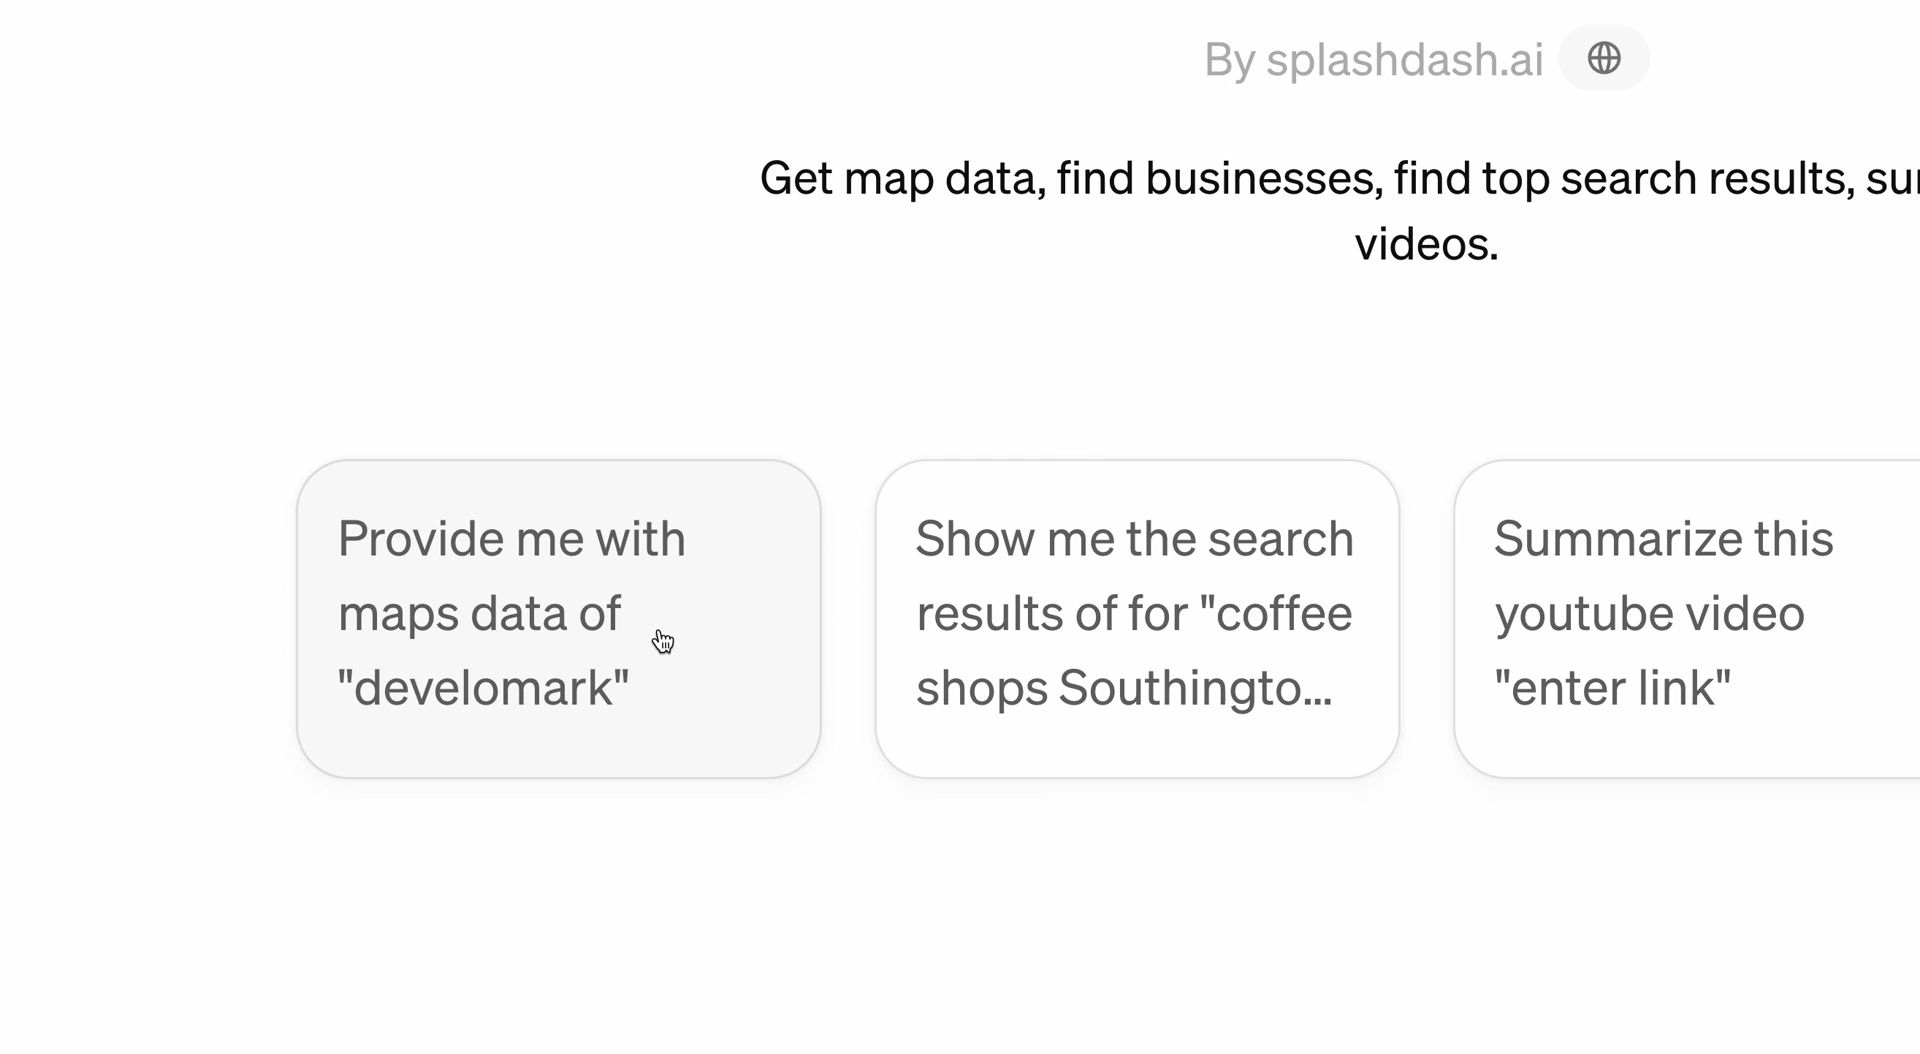 By splashdash.ai
Get map data, find businesses, find top search results,
videos.
Provide me with
maps data of
"develomark"
Show me the search
results of for "coffee
shops Southingto...
Summarize this
youtube video
"enter link"